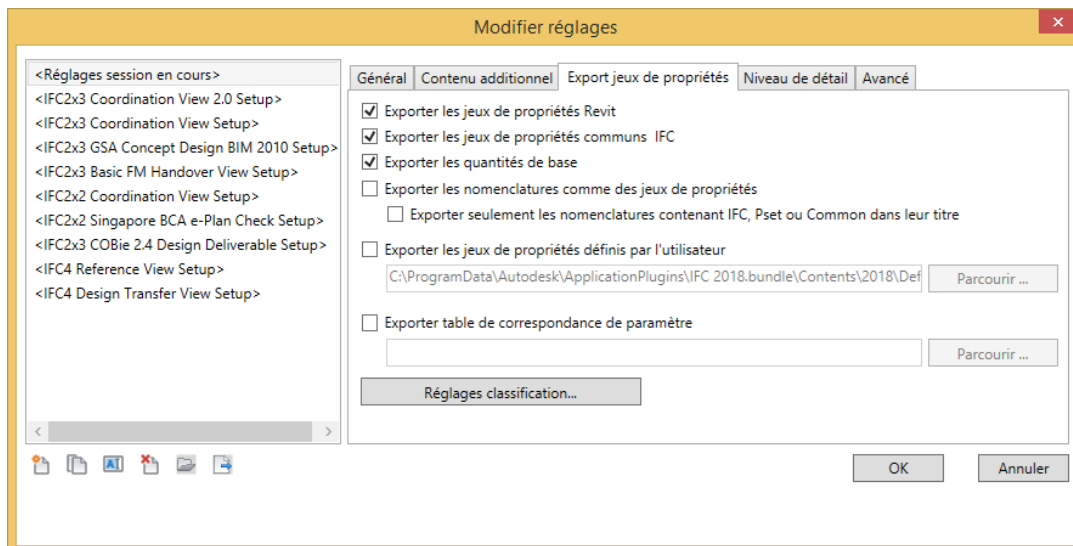 Modifier réglages
<Réglages session en cours>
<IFC2x3 Coordination View 2.0 Setup>
<IFC2x3 Coordination View Setup>
<IFC2x3 GSA Concept Design BIM 2010 Setup>
<IFC2x3 Basic FM Handover View Setup>
<IFC2x2 Coordination View Setup>
<IFC2x2 Singapore BCA e-Plan Check Setup>
<IFC2x3 COBie 2.4 Design Deliverable Setup>
<IFC4 Reference View Setup>
<IFC4 Design Transfer View Setup>
Général
Contenu additionnel
Export jeux de propriétés
Niveau de détail
Avancé
Exporter les jeux de propriétés Revit
Exporter les jeux de propriétés communs IFC
Exporter les quantités de base
Exporter les nomenclatures comme des jeux de propriétés
Exporter seulement les nomenclatures contenant IFC, Pset ou Common dans leur titre
Exporter les jeux de propriétés définis par l'utilisateur
C:\ProgramData\Autodesk\ApplicationPlugins\IFC 2018.bundle\Contents\2018\Def
Parcourir ...
Exporter table de correspondance de paramètre
Parcourir ...
Réglages classification...
OK
Annuler